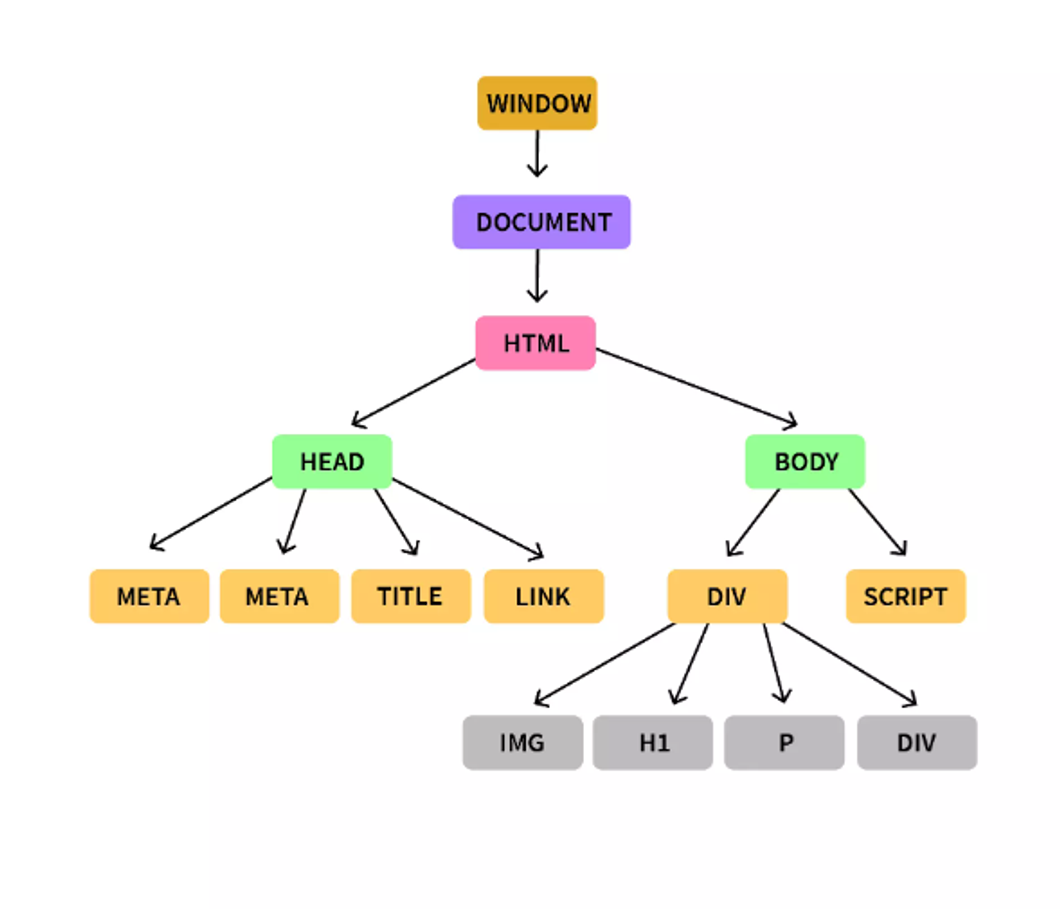 WINDOW
DOCUMENT
HTML
HEAD
BODY
META
META
TITLE
LINK
DIV
SCRIPT
IMG
H1
P
DIV